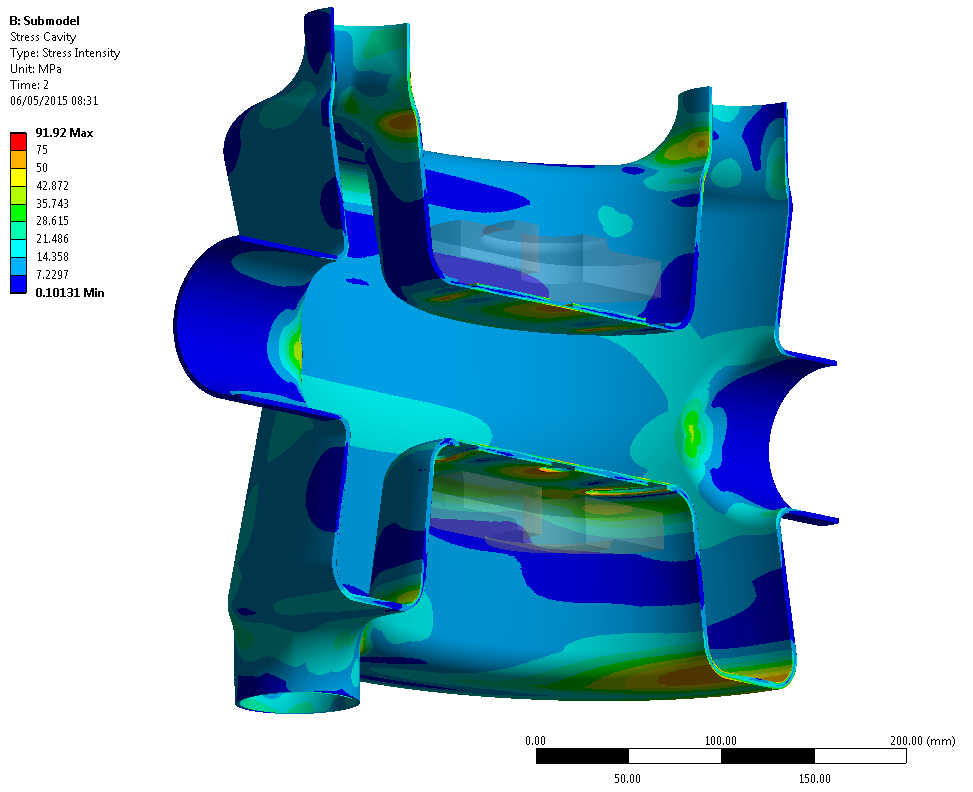 B: Submodel
Stress Cavity
Type: Stress Intensity
Unit: MPa
Time: 2
06/05/2015 08:31
91.92 Max
75
50
42.872
35.743
28.615
21.486
14.358
7.2297
0.10131 Min
0.00 100.00 200.00 (mm)
50.00 150.00